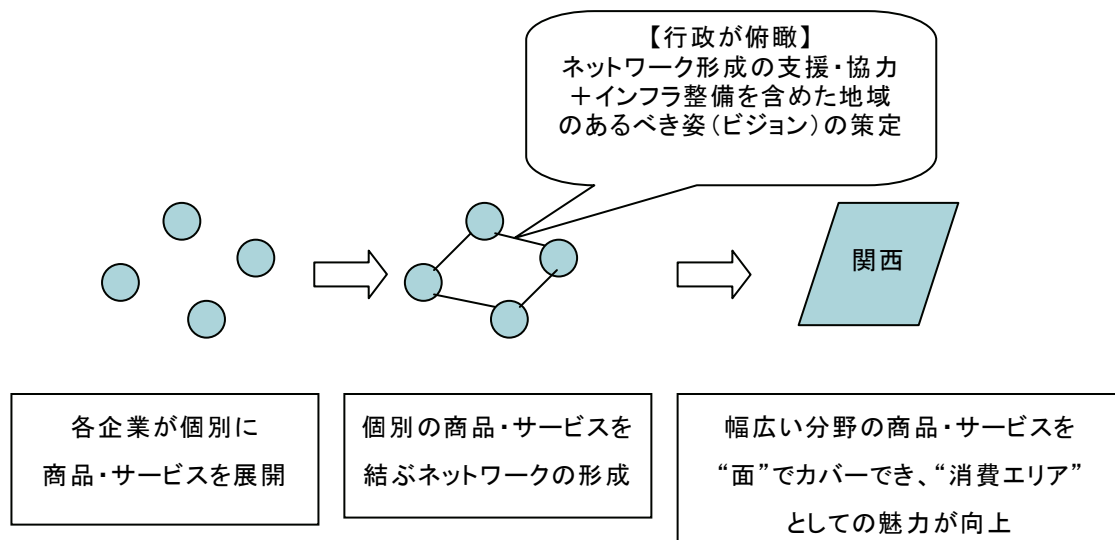 【行政が俯瞰】
ネットワーク形成の支援・協力
＋インフラ整備を含めた地域
のあるべき姿（ビジョン）の策定
関西
各企業が個別に
商品・サービスを展開
個別の商品・サービスを
結ぶネットワークの形成
幅広い分野の商品・サービスを
“面”でカバーでき、“消費エリア”
としての魅力が向上